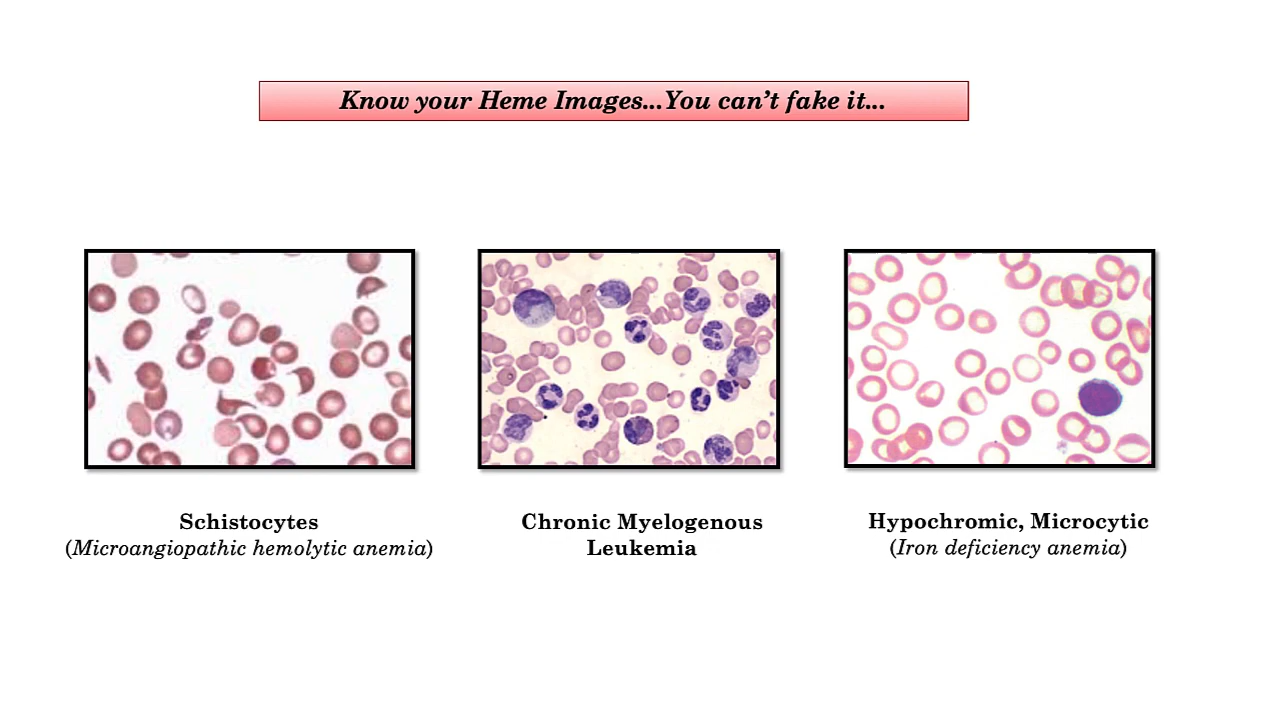 Know your Heme Images...You can't fake it...
Schistocytes
(Microangiopathic hemolytic anemia)
Chronic Myelogenous
Leukemia
Hypochromic, Microcytic
(Iron deficiency anemia)